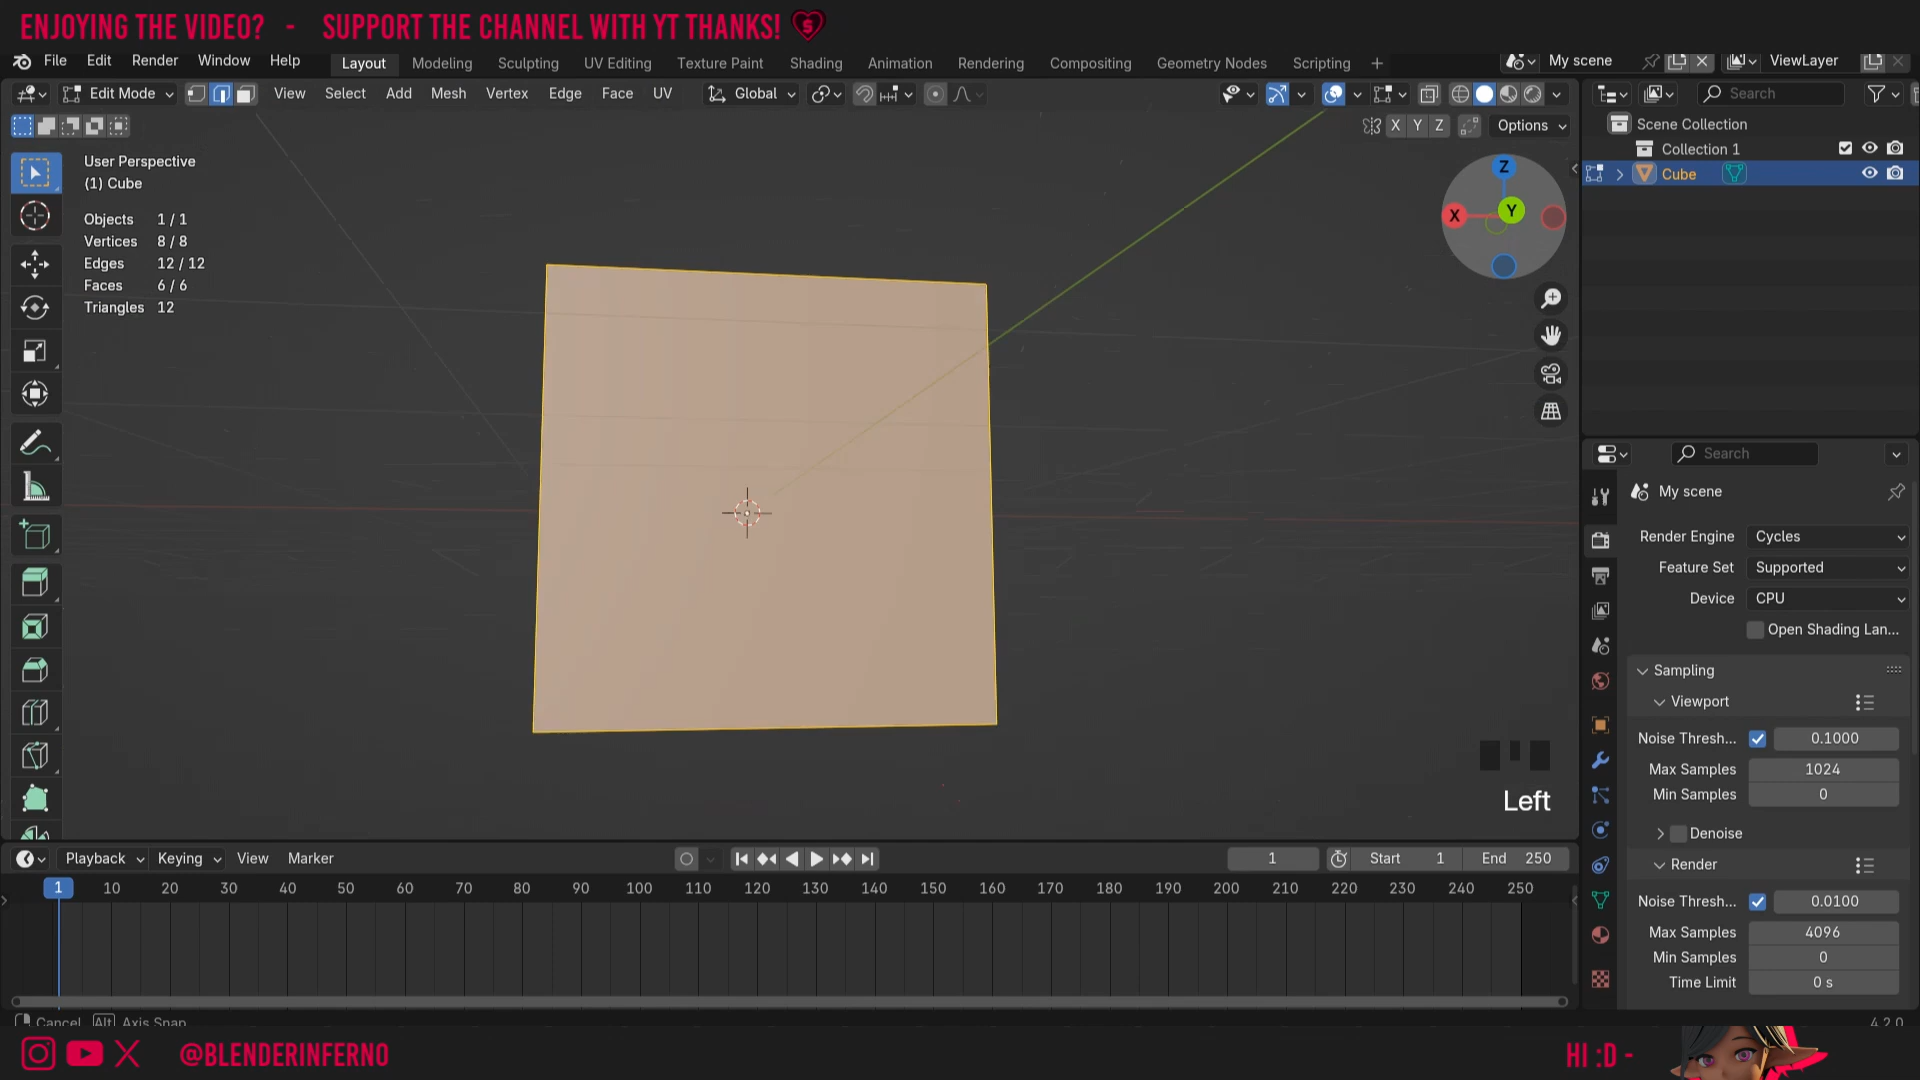 ENJOYING THE VIDEO? - SUPPORT THE CHANNEL WITH YT THANKS!
File Edit Render Window Help Layout Modeling Sculpting UV Editing Texture Paint Shading Animation Rendering Compositing Geometry Nodes Scripting + My scene ViewLayer
Edit Mode View Select Add Mesh Vertex Edge Face UV Global Search
X Y Z Options
User Perspective
(1) Cube
Objects 1 / 1
Vertices 8 / 8
Edges 12 / 12
Faces 6 / 6
Triangles 12
Z
X
Y
Scene Collection
Collection 1
Cube
Search
My scene
Render Engine Cycles
Feature Set Supported
Device CPU
Open Shading Lan...
Sampling
Viewport
Noise Thresh... 0.1000
Max Samples 1024
Min Samples 0
Denoise
Render
Noise Thresh... 0.0100
Max Samples 4096
Min Samples 0
Time Limit 0 s
Left
Playback Keying View Marker 1 Start 1 End 250
1 10 20 30 40 50 60 70 80 90 100 110 120 130 140 150 160 170 180 190 200 210 220 230 240 250
Cancel Alt Axis Snap
4.2.0
@BLENDERINFERNO
HI :D -